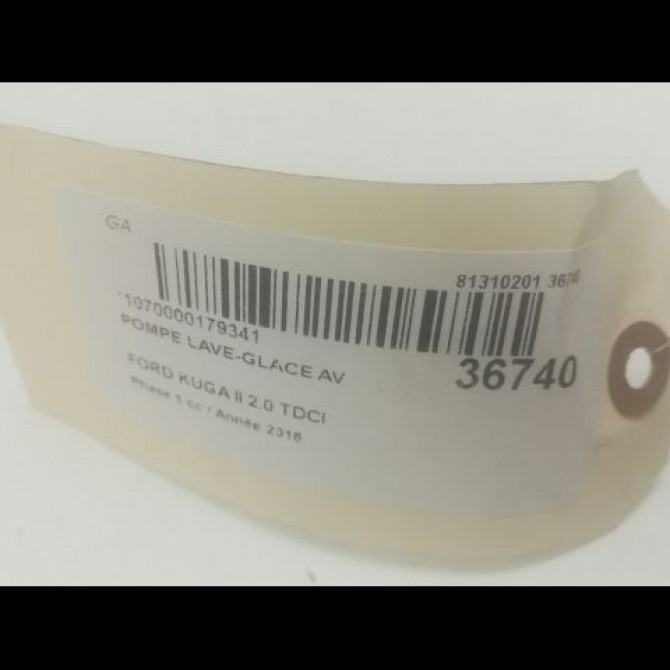 GA
81310201 36740
*1070000179341
POMPE LAVE-GLACE AV
36740
FORD KUGA II 2.0 TDCI
Phase 1 cc / Année 2016